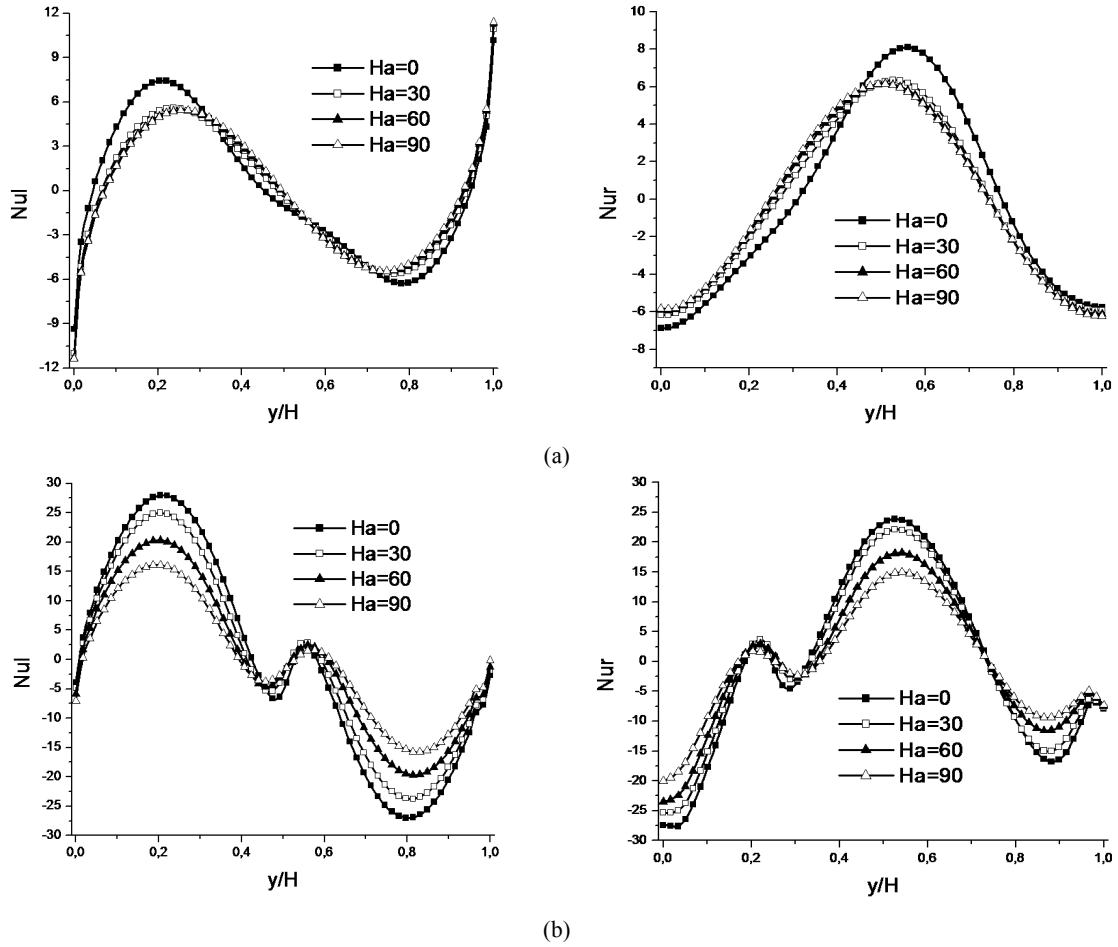 12
9
6
3
0
-3
-6
-9
-12
Nul
Ha=0
Ha=30
Ha=60
Ha=90
0,0 0,2 0,4 0,6 0,8 1,0
y/H
10
8
6
4
2
0
-2
-4
-6
-8
Nur
Ha=0
Ha=30
Ha=60
Ha=90
0,0 0,2 0,4 0,6 0,8 1,0
y/H
(a)
30
25
20
15
10
5
0
-5
-10
-15
-20
-25
-30
Nul
Ha=0
Ha=30
Ha=60
Ha=90
0,0 0,2 0,4 0,6 0,8 1,0
y/H
30
25
20
15
10
5
0
-5
-10
-15
-20
-25
-30
Nur
Ha=0
Ha=30
Ha=60
Ha=90
0,0 0,2 0,4 0,6 0,8 1,0
y/H
(b)